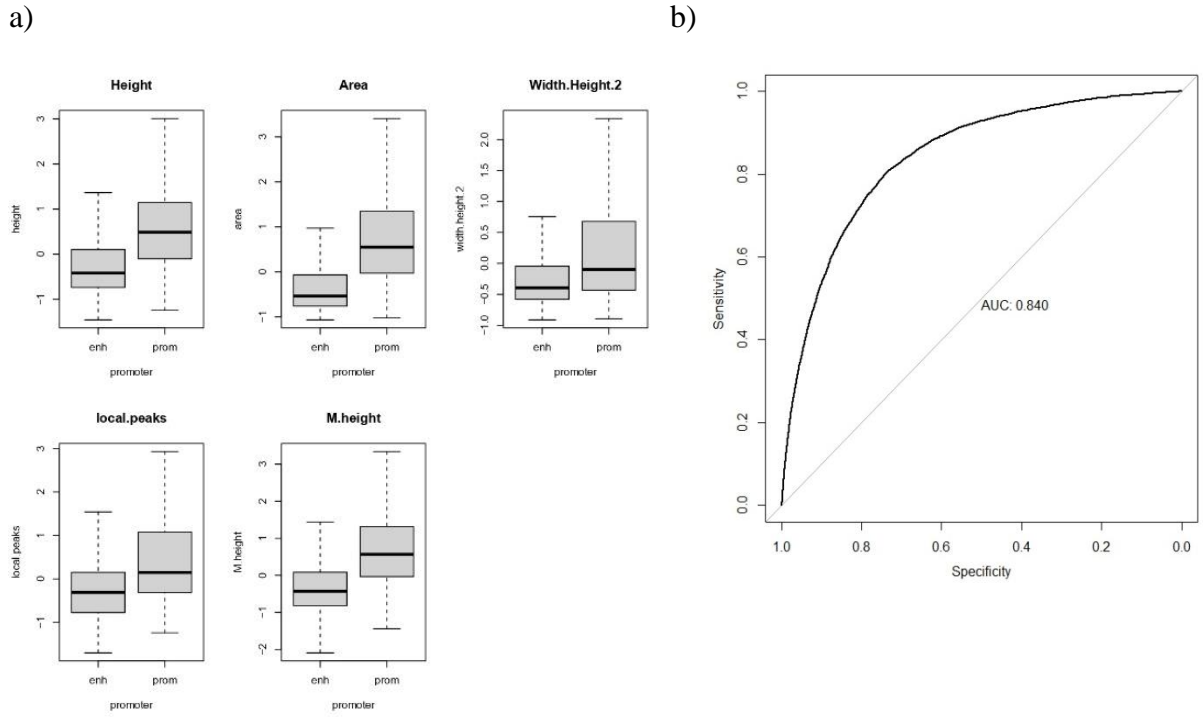 a)
b)
Height
Area
Width.Height.2
height
3
2
1
0
−1
enh
prom
promoter
area
3
2
1
0
−1
enh
prom
promoter
width.height.2
2.0
1.5
1.0
0.5
0.0
−0.5
−1.0
enh
prom
promoter
local.peaks
M.height
local.peaks
3
2
1
0
−1
enh
prom
promoter
M.height
3
2
1
0
−1
−2
enh
prom
promoter
Sensitivity
1.0
0.8
0.6
0.4
0.2
0.0
AUC: 0.840
1.0
0.8
0.6
0.4
0.2
0.0
Specificity